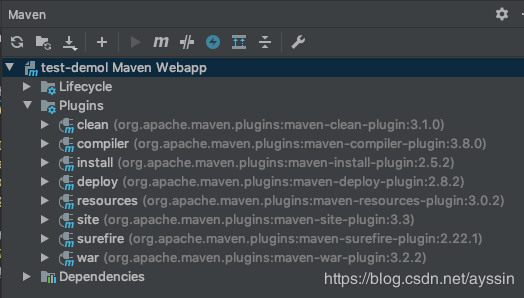 Maven
test-demol Maven Webapp
Lifecycle
Plugins
clean (org.apache.maven.plugins:maven-clean-plugin:3.1.0)
compiler (org.apache.maven.plugins:maven-compiler-plugin:3.8.0)
install (org.apache.maven.plugins:maven-install-plugin:2.5.2)
deploy (org.apache.maven.plugins:maven-deploy-plugin:2.8.2)
resources (org.apache.maven.plugins:maven-resources-plugin:3.0.2)
site (org.apache.maven.plugins:maven-site-plugin:3.3)
surefire (org.apache.maven.plugins:maven-surefire-plugin:2.22.1)
war (org.apache.maven.plugins:maven-war-plugin:3.2.2)
Dependencies
https://blog.csdn.net/ayssin